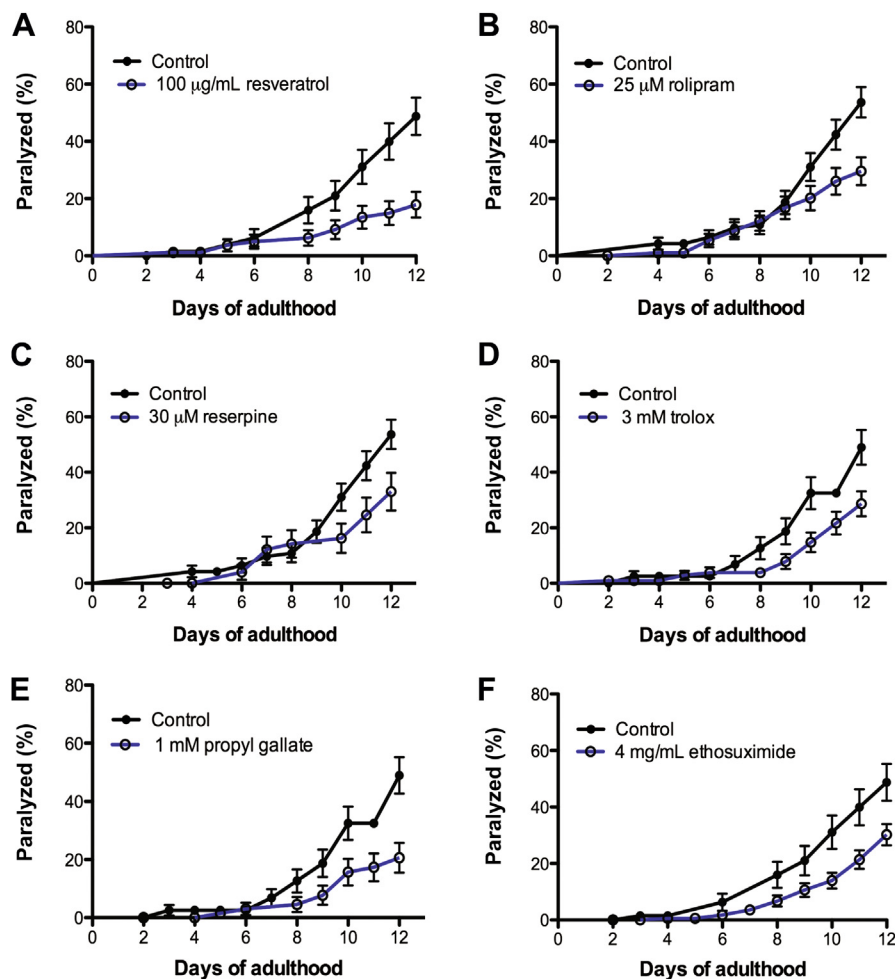 A
80
60
40
20
0
Paralyzed (%)
Control
100 μg/mL resveratrol
0 2 4 6 8 10 12
Days of adulthood
B
80
60
40
20
0
Paralyzed (%)
Control
25 μM rolipram
0 2 4 6 8 10 12
Days of adulthood
C
80
60
40
20
0
Paralyzed (%)
Control
30 μM reserpine
0 2 4 6 8 10 12
Days of adulthood
D
80
60
40
20
0
Paralyzed (%)
Control
3 mM trolox
0 2 4 6 8 10 12
Days of adulthood
E
80
60
40
20
0
Paralyzed (%)
Control
1 mM propyl gallate
0 2 4 6 8 10 12
Days of adulthood
F
80
60
40
20
0
Paralyzed (%)
Control
4 mg/mL ethosuximide
0 2 4 6 8 10 12
Days of adulthood